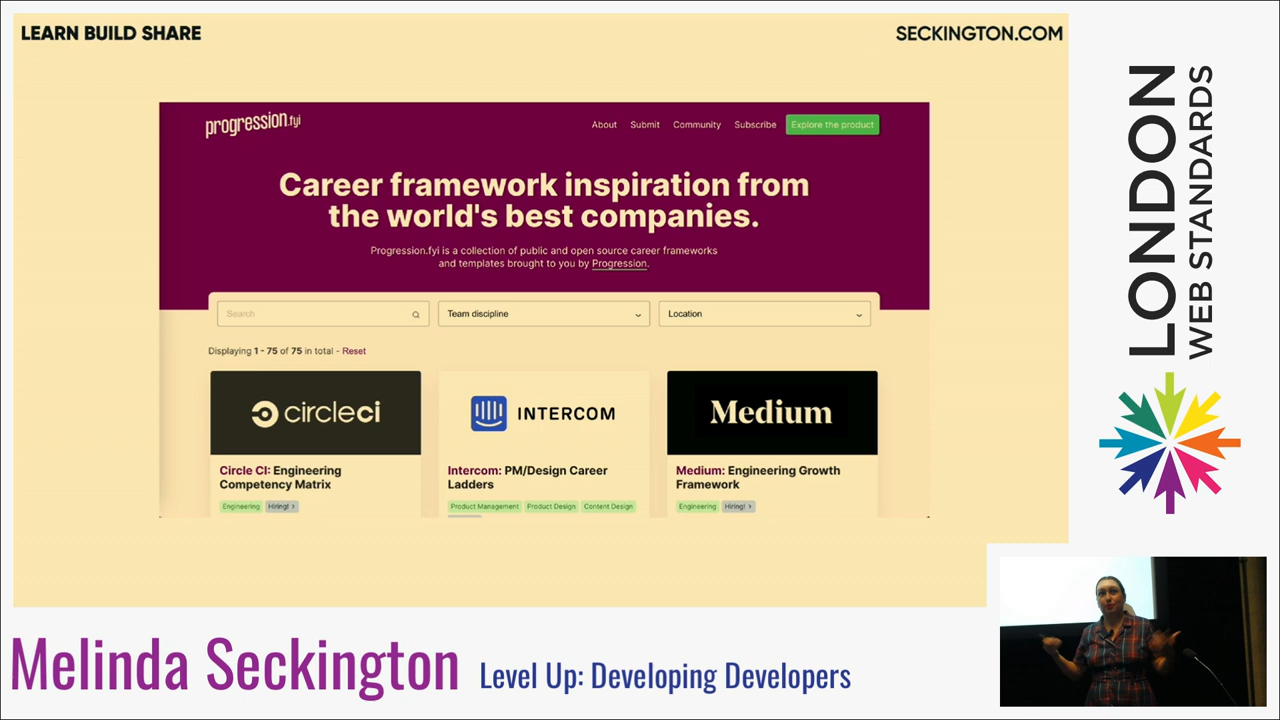 LEARN BUILD SHARE
SECKINGTON.COM
progression.fyi
About Submit Community Subscribe Explore the product
Career framework inspiration from
the world's best companies.
Progression.fyi is a collection of public and open source career frameworks
and templates brought to you by Progression.
Search
Team discipline
Location
Displaying 1 - 75 of 75 in total - Reset
circleci
INTERCOM
Medium
Circle CI: Engineering
Competency Matrix
Engineering Hiring! >
Intercom: PM/Design Career
Ladders
Product Management Product Design Content Design
Medium: Engineering Growth
Framework
Engineering Hiring! >
LONDON
WEB STANDARDS
Melinda Seckington Level Up: Developing Developers